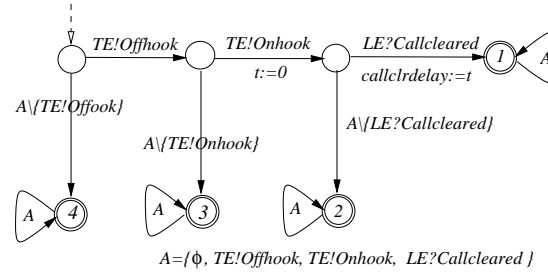 TE!Offhook TE!Onhook LE?Callcleared
t:=0 callclrdelay:=t
1 A
A\{TE!Offook} A\{TE!Onhook} A\{LE?Callcleared}
A 4 A 3 A 2
A={ϕ, TE!Offhook, TE!Onhook, LE?Callcleared }